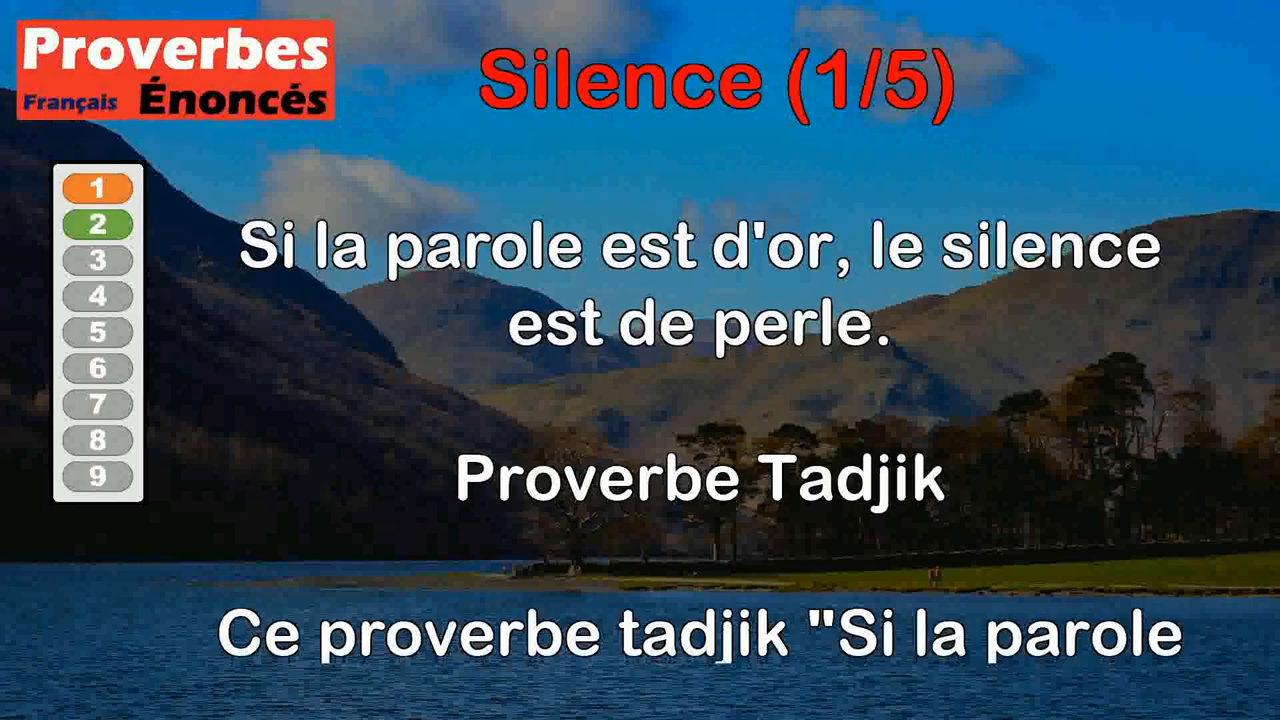 Proverbes
Français Énoncés
Silence (1/5)
1
2
3
4
5
6
7
8
9
Si la parole est d'or, le silence
est de perle.
Proverbe Tadjik
Ce proverbe tadjik "Si la parole